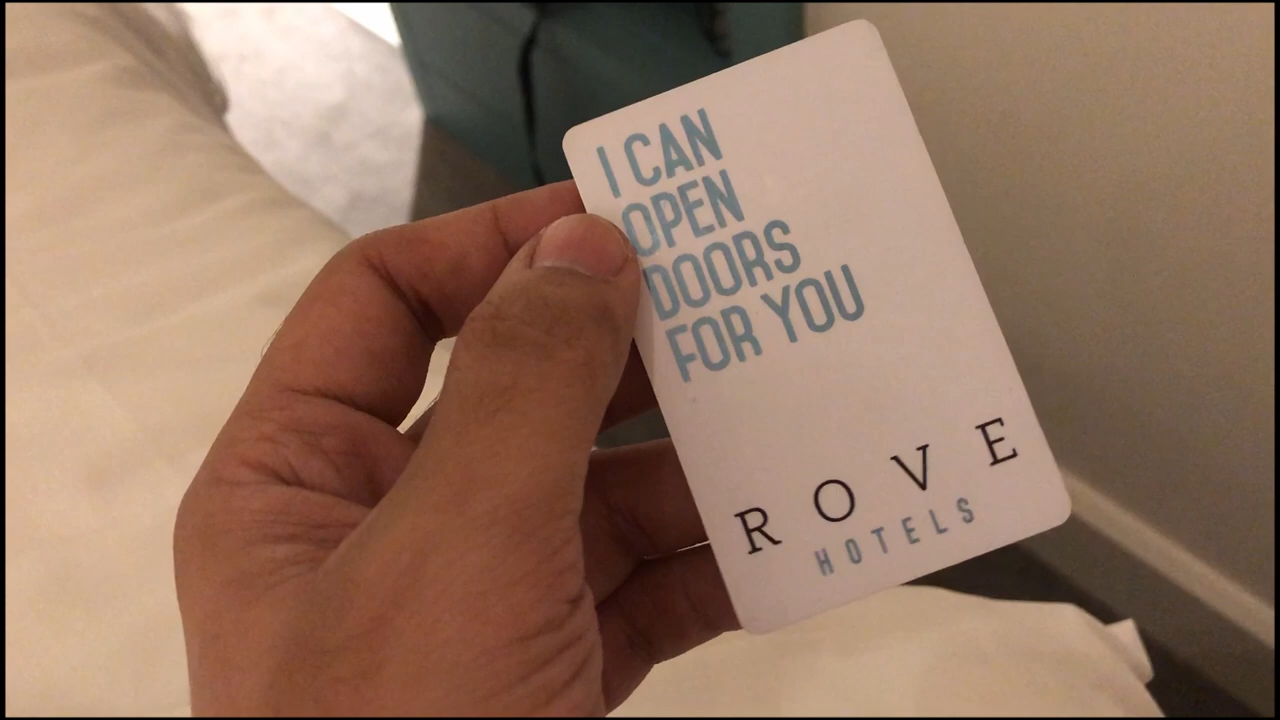 I CAN
OPEN
DOORS
FOR YOU
ROVE
HOTELS